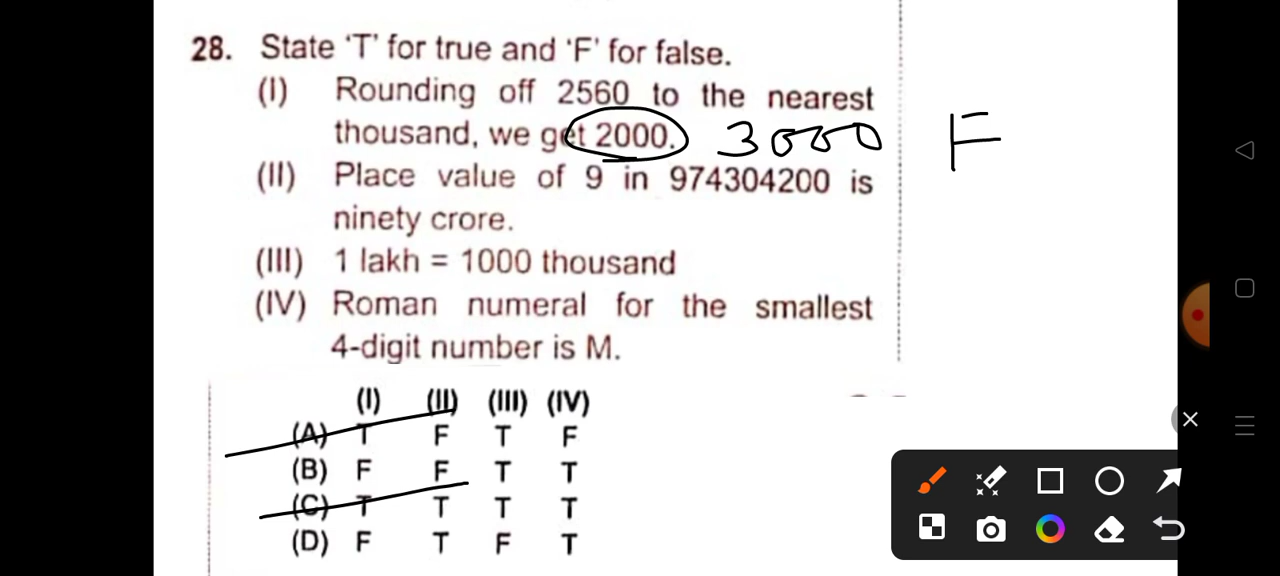 28. State 'T' for true and 'F' for false.
(I) Rounding off 2560 to the nearest
thousand, we get 2000. 3000 F
(II) Place value of 9 in 974304200 is
ninety crore.
(III) 1 lakh = 1000 thousand
(IV) Roman numeral for the smallest
4-digit number is M.
(I) (II) (III) (IV)
(A) T F T F
(B) F F T T
(C) T T T T
(D) F T F T